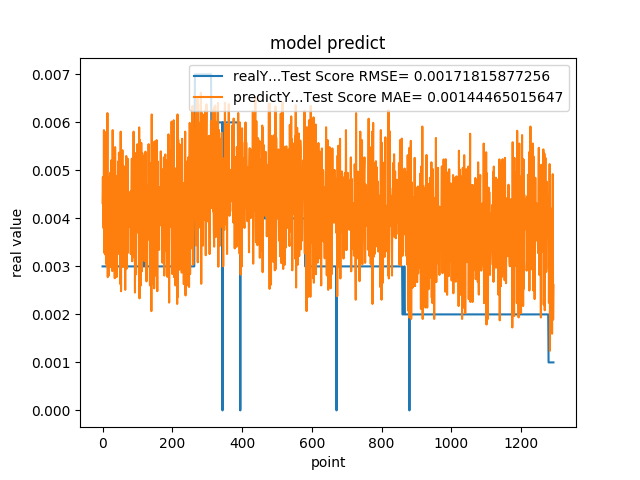 model predict
realY...Test Score RMSE= 0.00171815877256
predictY...Test Score MAE= 0.00144465015647
0.007
0.006
0.005
0.004
0.003
0.002
0.001
0.000
real value
0 200 400 600 800 1000 1200
point